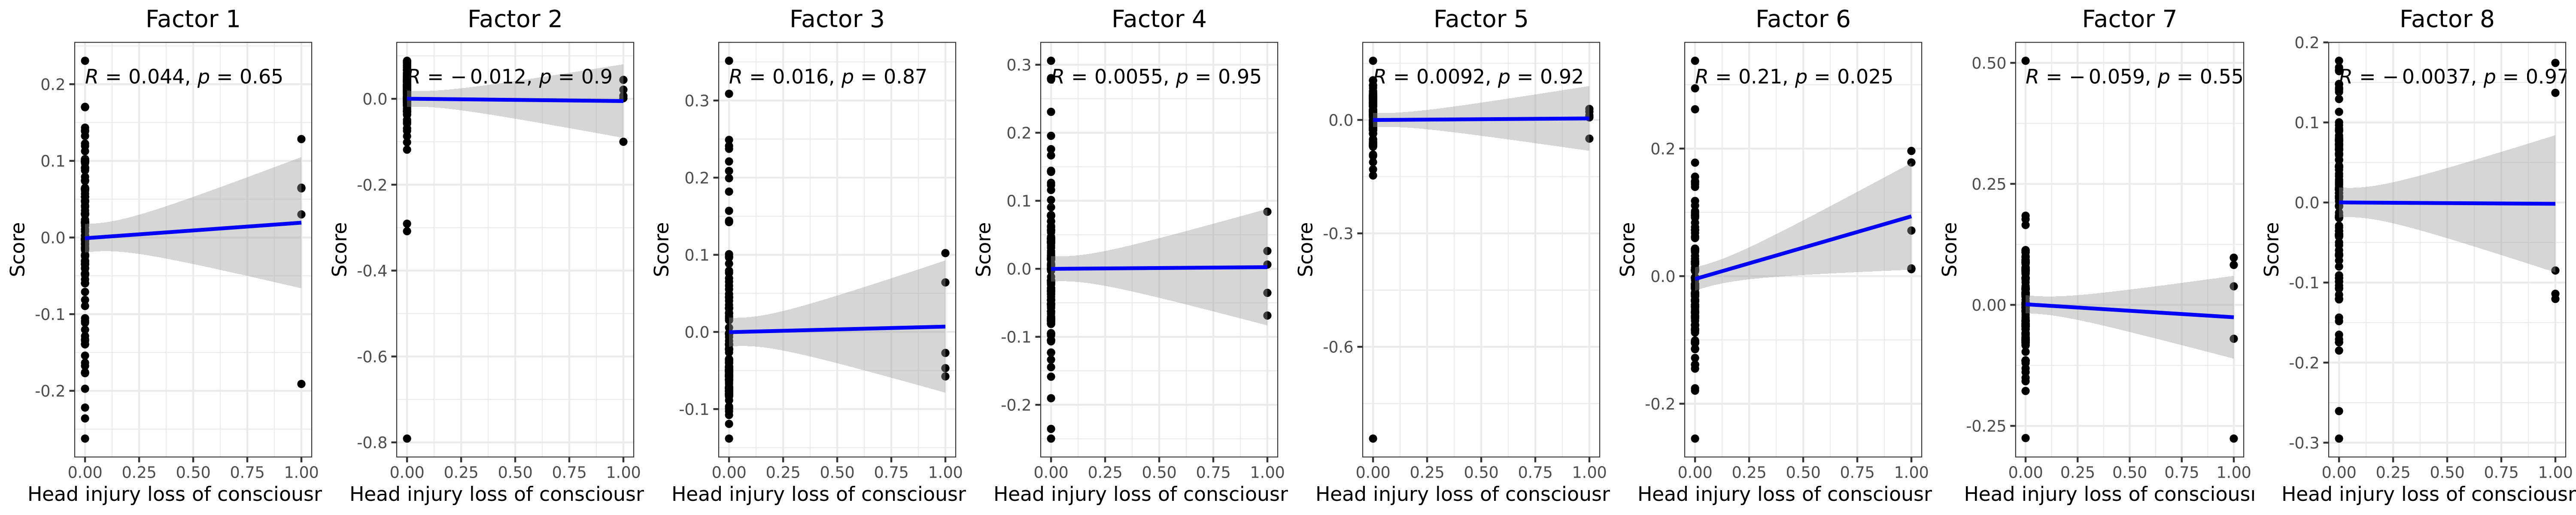 Factor 1 Factor 2 Factor 3 Factor 4 Factor 5 Factor 6 Factor 7 Factor 8
R = 0.044, p = 0.65
0.2
0.1
0.0
-0.1
-0.2
Score
0.00 0.25 0.50 0.75 1.00
Head injury loss of consciousr
R = −0.012, p = 0.9
0.0
-0.2
-0.4
-0.6
-0.8
Score
0.00 0.25 0.50 0.75 1.00
Head injury loss of consciousr
R = 0.016, p = 0.87
0.3
0.2
0.1
0.0
-0.1
Score
0.00 0.25 0.50 0.75 1.00
Head injury loss of consciousr
R = 0.0055, p = 0.95
0.3
0.2
0.1
0.0
-0.1
-0.2
Score
0.00 0.25 0.50 0.75 1.00
Head injury loss of consciousr
R = 0.0092, p = 0.92
0.0
-0.3
-0.6
Score
0.00 0.25 0.50 0.75 1.00
Head injury loss of consciousr
R = 0.21, p = 0.025
0.2
0.0
-0.2
Score
0.00 0.25 0.50 0.75 1.00
Head injury loss of consciousr
R = −0.059, p = 0.55
0.50
0.25
0.00
-0.25
Score
0.00 0.25 0.50 0.75 1.00
Head injury loss of consciousı
R = −0.0037, p = 0.97
0.2
0.1
0.0
-0.1
-0.2
-0.3
Score
0.00 0.25 0.50 0.75 1.00
Head injury loss of consciousr